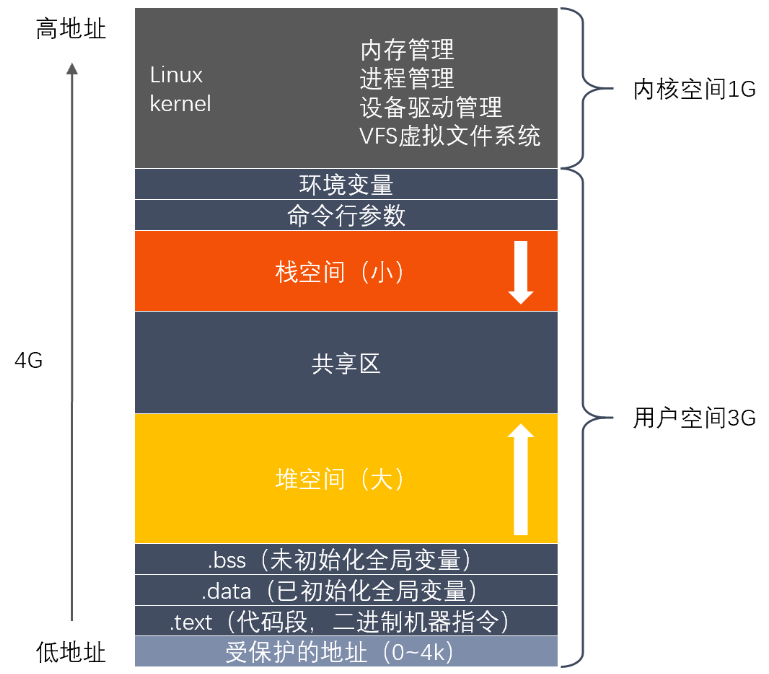 高地址
Linux
kernel
内存管理
进程管理
设备驱动管理
VFS虚拟文件系统
内核空间1G
环境变量
命令行参数
栈空间（小）
4G
共享区
用户空间3G
堆空间（大）
.bss（未初始化全局变量）
.data（已初始化全局变量）
.text（代码段，二进制机器指令）
低地址
受保护的地址（0~4k）